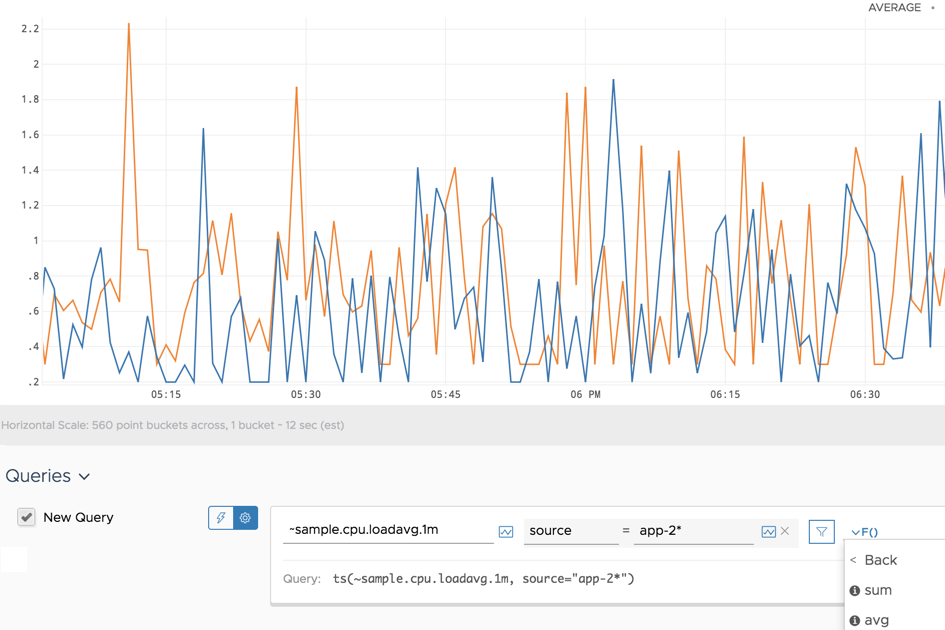 AVERAGE
2.2
2
1.8
1.6
1.4
1.2
1
.8
.6
.4
.2
05:15 05:30 05:45 06 PM 06:15 06:30
Horizontal Scale: 560 point buckets across, 1 bucket ~ 12 sec (est)
Queries
New Query
~sample.cpu.loadavg.1m source = app-2* F()
< Back
Query: ts(~sample.cpu.loadavg.1m, source="app-2*")
sum
avg